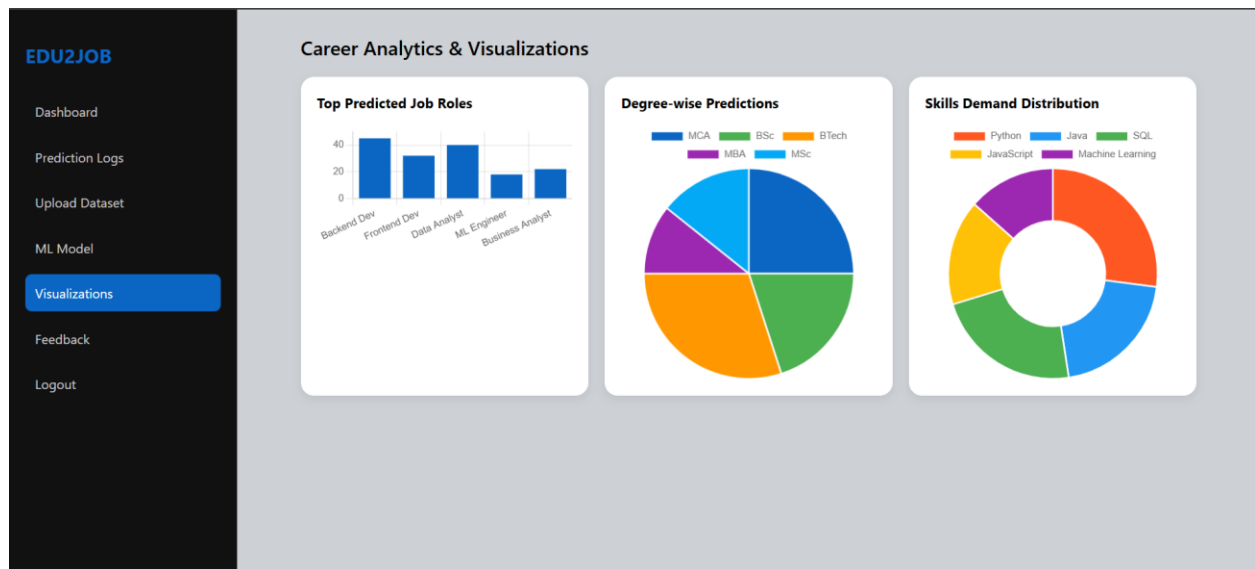 EDU2JOB
Dashboard
Prediction Logs
Upload Dataset
ML Model
Visualizations
Feedback
Logout
Career Analytics & Visualizations
Top Predicted Job Roles
40
20
0
Backend Dev
Frontend Dev
Data Analyst
ML Engineer
Business Analyst
Degree-wise Predictions
MCA BSc BTech
MBA MSc
Skills Demand Distribution
Python Java SQL
JavaScript Machine Learning